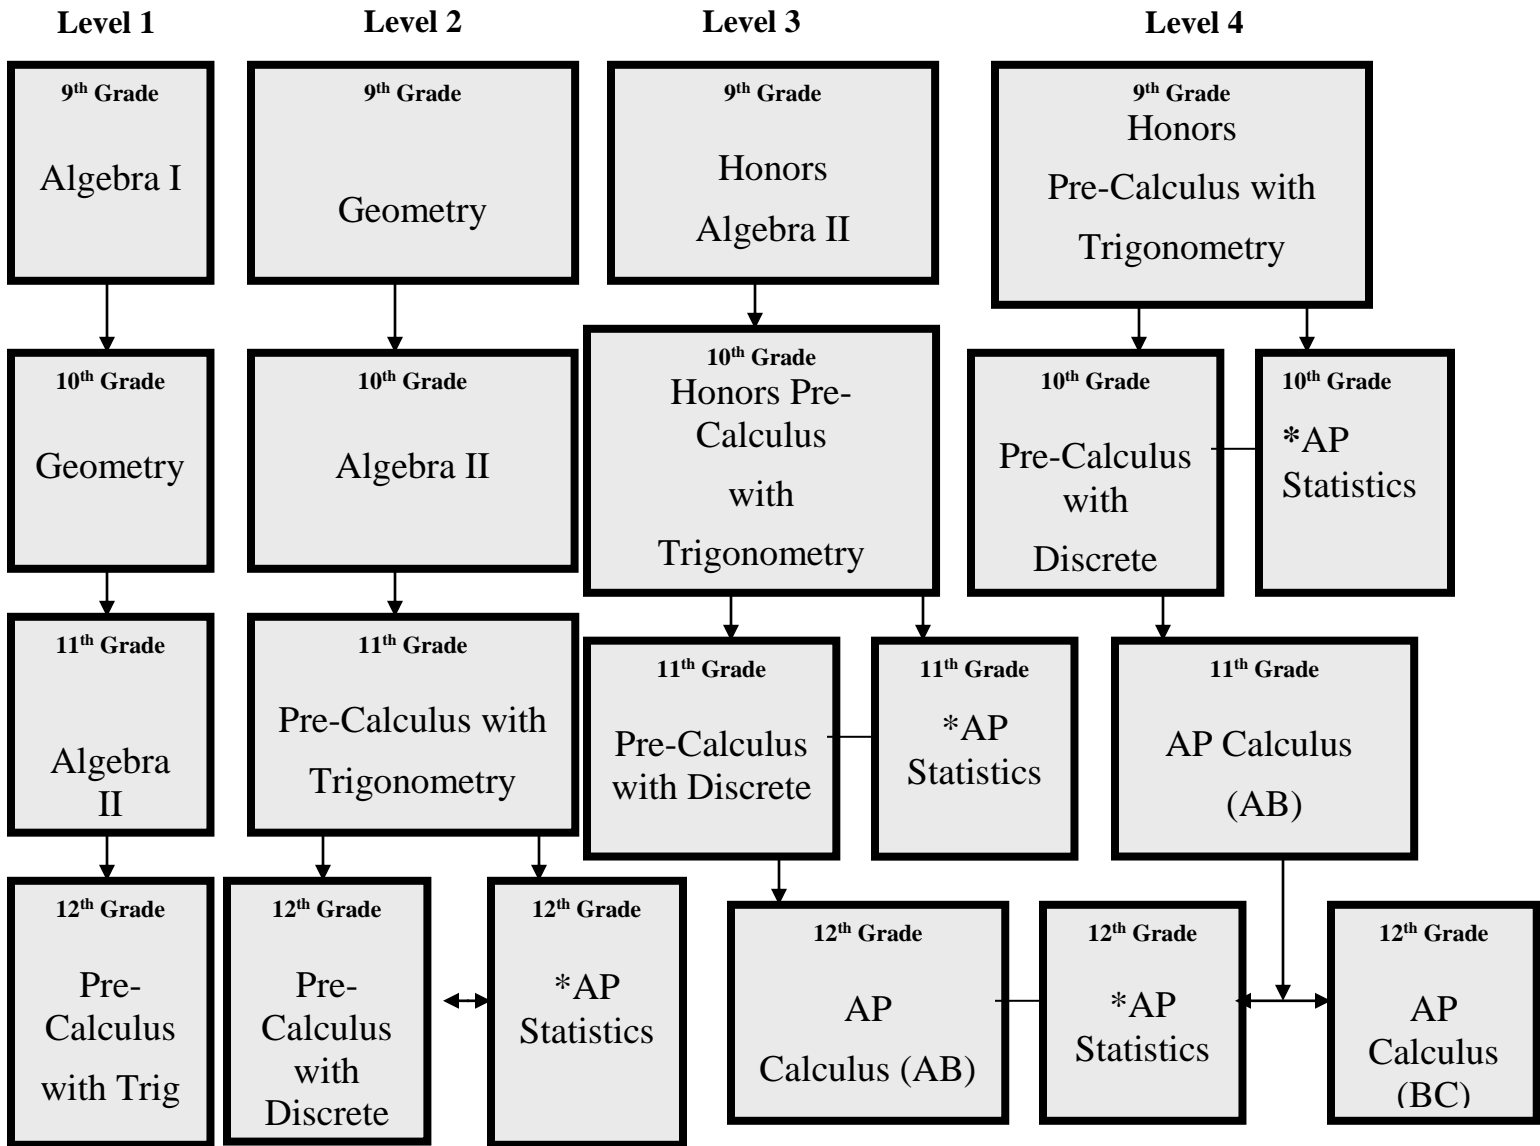 Level 1
Level 2
Level 3
Level 4
9th Grade
Algebra I
9th Grade
Geometry
9th Grade
Honors
Algebra II
9th Grade
Honors
Pre-Calculus with
Trigonometry
10th Grade
Geometry
10th Grade
Algebra II
10th Grade
Honors Pre-
Calculus
with
Trigonometry
10th Grade
Pre-Calculus
with
Discrete
10th Grade
*AP
Statistics
11th Grade
Algebra
II
11th Grade
Pre-Calculus with
Trigonometry
11th Grade
Pre-Calculus
with Discrete
11th Grade
*AP
Statistics
11th Grade
AP Calculus
(AB)
12th Grade
Pre-
Calculus
with Trig
12th Grade
Pre-
Calculus
with
Discrete
12th Grade
*AP
Statistics
12th Grade
AP
Calculus (AB)
12th Grade
*AP
Statistics
12th Grade
AP
Calculus
(BC)